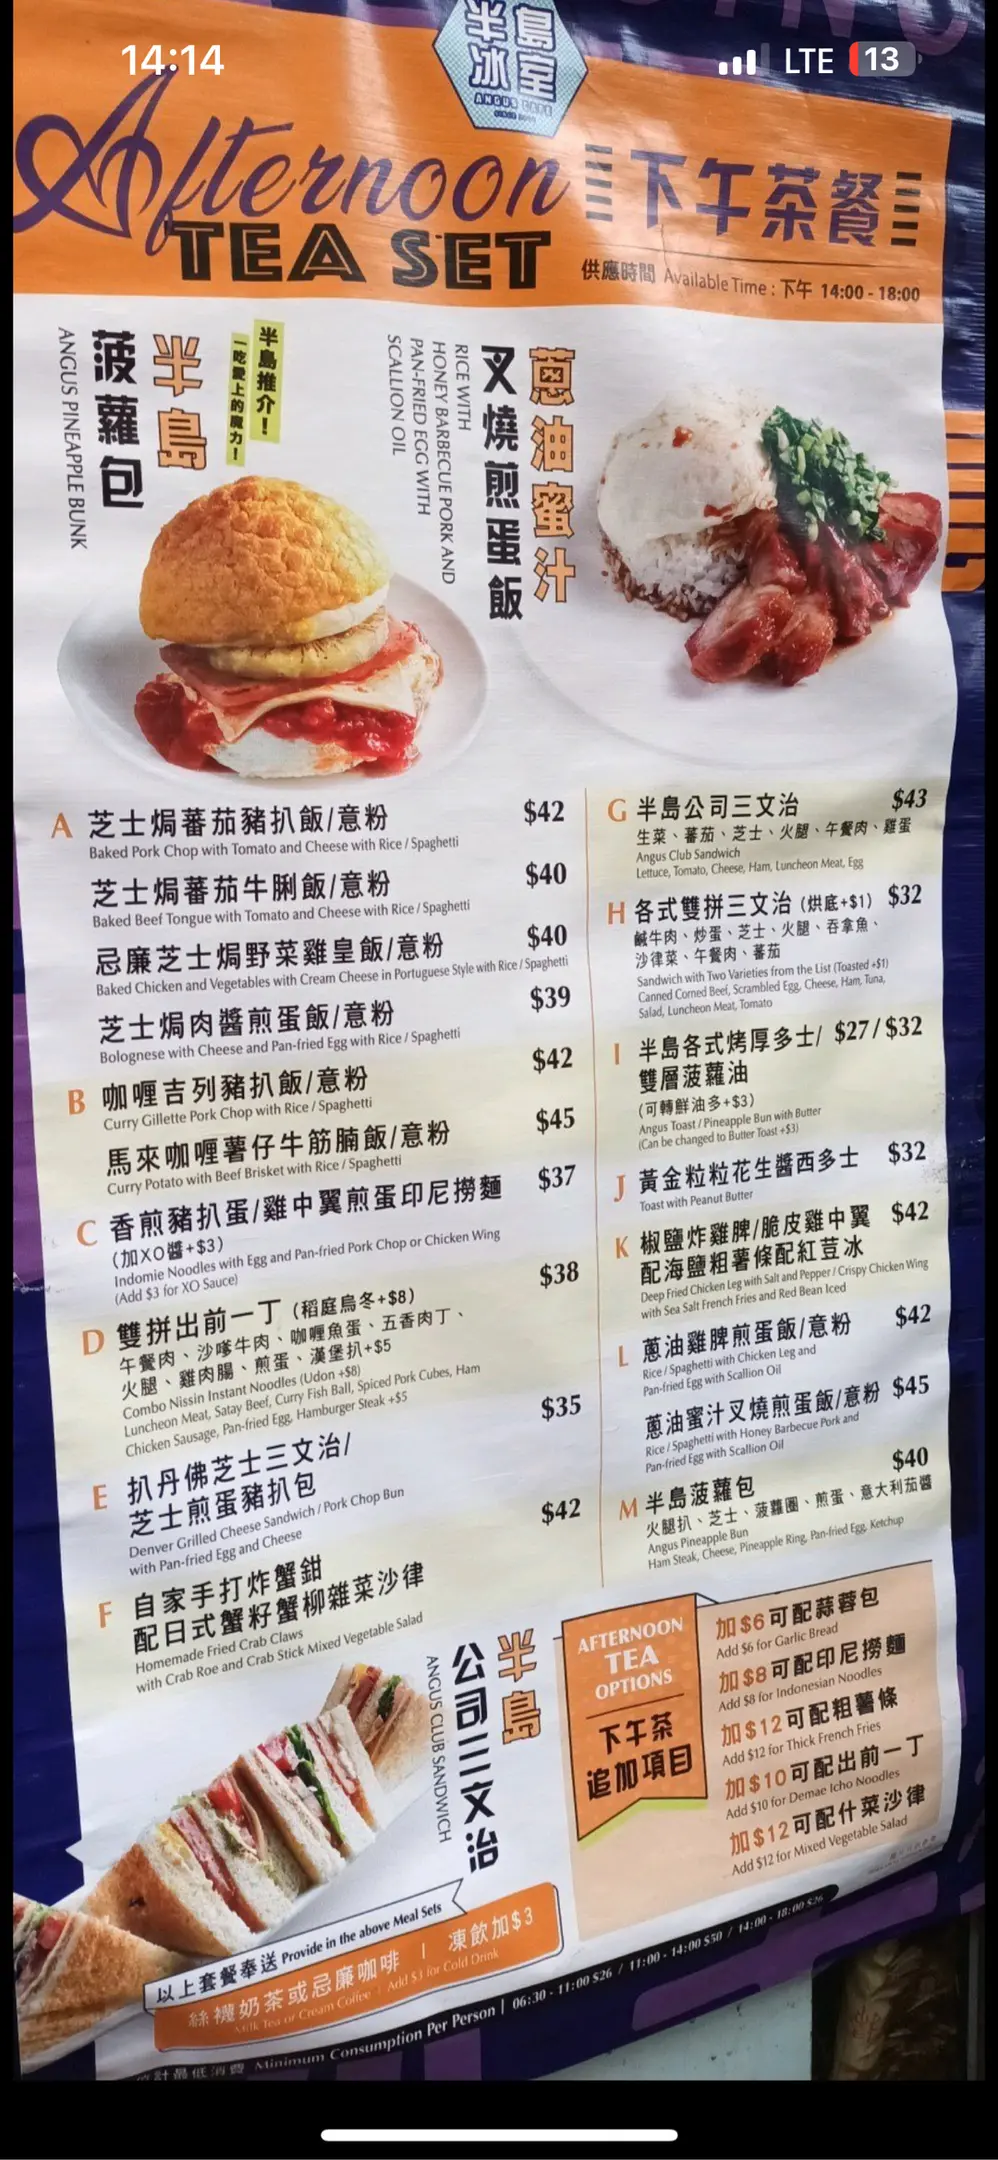 14:14
LTE
13
半島
冰室
ANGUS CAFE
Afternoon
TEA SET
下午茶餐
供應時間 Available Time : 下午 14:00 - 18:00
半島
菠蘿包
ANGUS PINEAPPLE BUNK
半島推介！
一吃愛上的魔力！
蔥油蜜汁
叉燒煎蛋飯
RICE WITH
HONEY BARBECUE PORK AND
PAN-FRIED EGG WITH
SCALLION OIL
A 芝士焗蕃茄豬扒飯/意粉 $42
Baked Pork Chop with Tomato and Cheese with Rice / Spaghetti
芝士焗蕃茄牛脷飯/意粉 $40
Baked Beef Tongue with Tomato and Cheese with Rice / Spaghetti
忌廉芝士焗野菜雞皇飯/意粉 $40
Baked Chicken and Vegetables with Cream Cheese in Portuguese Style with Rice / Spaghetti
芝士焗肉醬煎蛋飯/意粉 $39
Bolognese with Cheese and Pan-fried Egg with Rice / Spaghetti
B 咖喱吉列豬扒飯/意粉 $42
Curry Gillette Pork Chop with Rice / Spaghetti
馬來咖喱薯仔牛筋腩飯/意粉 $45
Curry Potato with Beef Brisket with Rice / Spaghetti
C 香煎豬扒蛋/雞中翼煎蛋印尼撈麵 $37
(加XO醬+$3)
Indomie Noodles with Egg and Pan-fried Pork Chop or Chicken Wing
(Add $3 for XO Sauce)
D 雙拼出前一丁 (稻庭烏冬+$8) $38
午餐肉、沙嗲牛肉、咖喱魚蛋、五香肉丁、
火腿、雞肉腸、煎蛋、漢堡扒+$5
Combo Nissin Instant Noodles (Udon +$8)
Luncheon Meat, Satay Beef, Curry Fish Ball, Spiced Pork Cubes, Ham
Chicken Sausage, Pan-fried Egg, Hamburger Steak +$5
E 扒丹佛芝士三文治/ $35
芝士煎蛋豬扒包
Denver Grilled Cheese Sandwich / Pork Chop Bun
with Pan-fried Egg and Cheese
F 自家手打炸蟹鉗 $42
配日式蟹籽蟹柳雜菜沙律
Homemade Fried Crab Claws
with Crab Roe and Crab Stick Mixed Vegetable Salad
G 半島公司三文治 $43
生菜、蕃茄、芝士、火腿、午餐肉、雞蛋
Angus Club Sandwich
Lettuce, Tomato, Cheese, Ham, Luncheon Meat, Egg
H 各式雙拼三文治 (烘底+$1) $32
鹹牛肉、炒蛋、芝士、火腿、吞拿魚、
沙律菜、午餐肉、蕃茄
Sandwich with Two Varieties from the List (Toasted +$1)
Canned Corned Beef, Scrambled Egg, Cheese, Ham, Tuna,
Salad, Luncheon Meat, Tomato
I 半島各式烤厚多士/ $27 / $32
雙層菠蘿油
(可轉鮮油多+$3)
Angus Toast / Pineapple Bun with Butter
(Can be changed to Butter Toast +$3)
J 黃金粒粒花生醬西多士 $32
Toast with Peanut Butter
K 椒鹽炸雞脾/脆皮雞中翼 $42
配海鹽粗薯條配紅荳冰
Deep Fried Chicken Leg with Salt and Pepper / Crispy Chicken Wing
with Sea Salt French Fries and Red Bean Iced
L 蔥油雞脾煎蛋飯/意粉 $42
Rice / Spaghetti with Chicken Leg and
Pan-fried Egg with Scallion Oil
蔥油蜜汁叉燒煎蛋飯/意粉 $45
Rice / Spaghetti with Honey Barbecue Pork and
Pan-fried Egg with Scallion Oil
M 半島菠蘿包 $40
火腿扒、芝士、菠蘿圈、煎蛋、意大利茄醬
Angus Pineapple Bun
Ham Steak, Cheese, Pineapple Ring, Pan-fried Egg, Ketchup
半島
公司三文治
ANGUS CLUB SANDWICH
AFTERNOON
TEA
OPTIONS
下午茶
追加項目
加$6可配蒜蓉包
Add $6 for Garlic Bread
加$8可配印尼撈麵
Add $8 for Indonesian Noodles
加$12可配粗薯條
Add $12 for Thick French Fries
加$10可配出前一丁
Add $10 for Demae Icho Noodles
加$12可配什菜沙律
Add $12 for Mixed Vegetable Salad
以上套餐奉送 Provide in the above Meal Sets
絲襪奶茶或忌廉咖啡 | 凍飲加$3
Milk Tea or Cream Coffee | Add $3 for Cold Drink
最低消費 Minimum Consumption Per Person | 06:30 - 11:00 $26 / 11:00 - 14:00 $50 / 14:00 - 18:00 $26